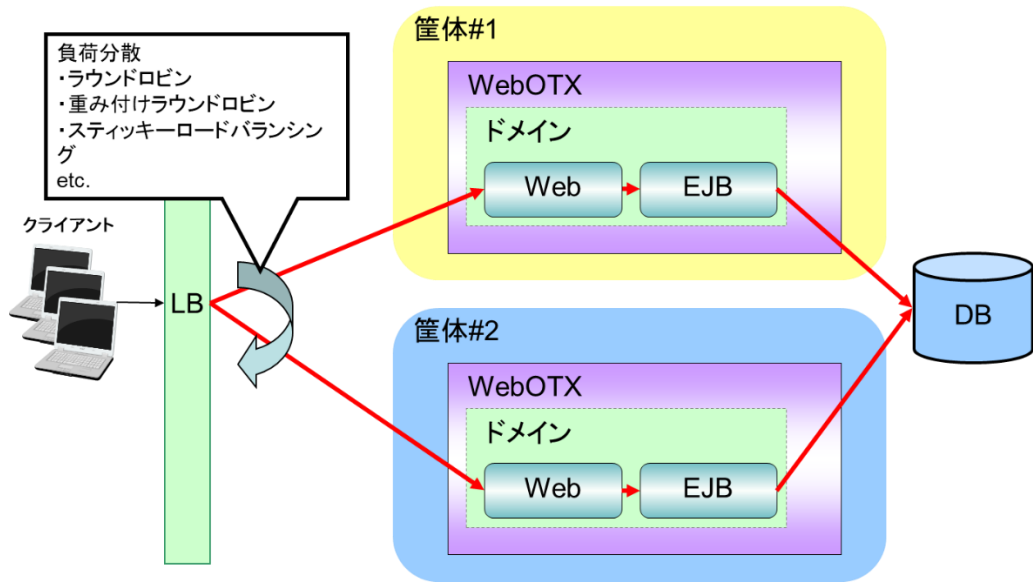 負荷分散
・ラウンドロビン
・重み付けラウンドロビン
・スティッキーロードバランシン
グ
etc.
クライアント
LB
筐体#1
WebOTX
ドメイン
Web
EJB
筐体#2
WebOTX
ドメイン
Web
EJB
DB